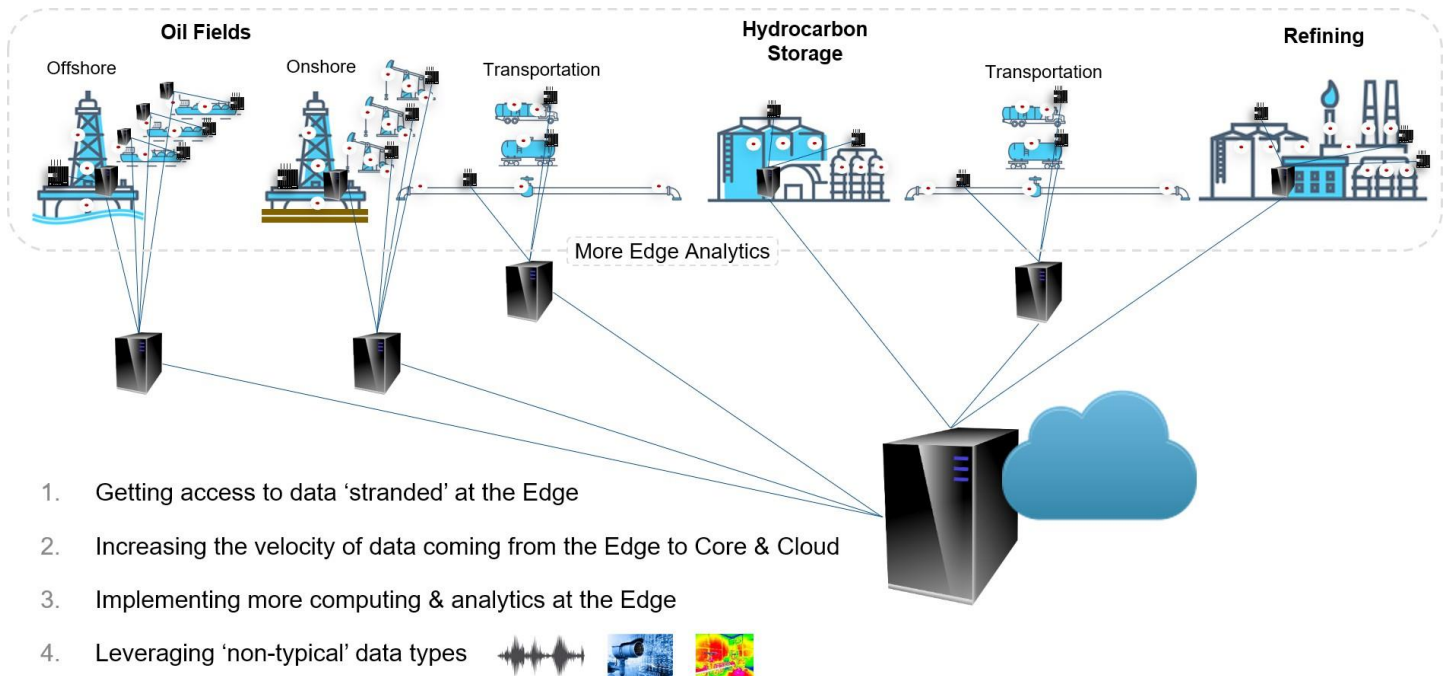 Oil Fields
Hydrocarbon
Storage
Refining
Offshore
Onshore
Transportation
Transportation
More Edge Analytics
1. Getting access to data ‘stranded’ at the Edge
2. Increasing the velocity of data coming from the Edge to Core & Cloud
3. Implementing more computing & analytics at the Edge
4. Leveraging ‘non-typical’ data types